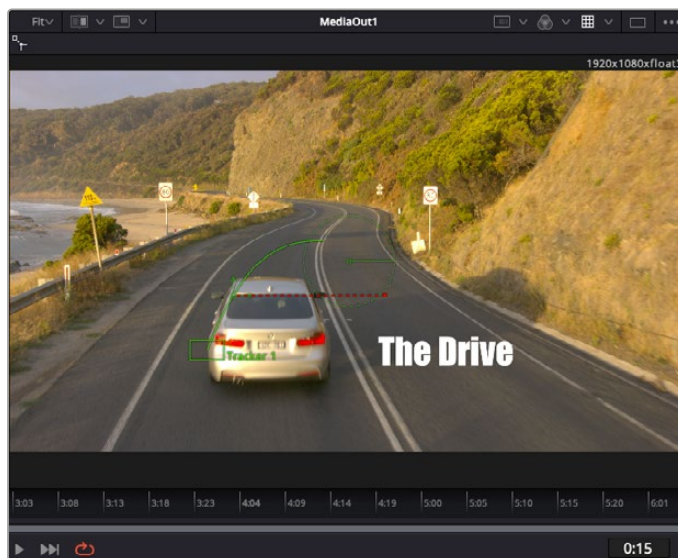 Fit MediaOut1
1920x1080xfloat
The Drive
Tracker 1
3:03 3:08 3:13 3:18 3:23 4:04 4:09 4:14 4:19 5:00 5:05 5:10 5:15 5:20 6:01
0:15